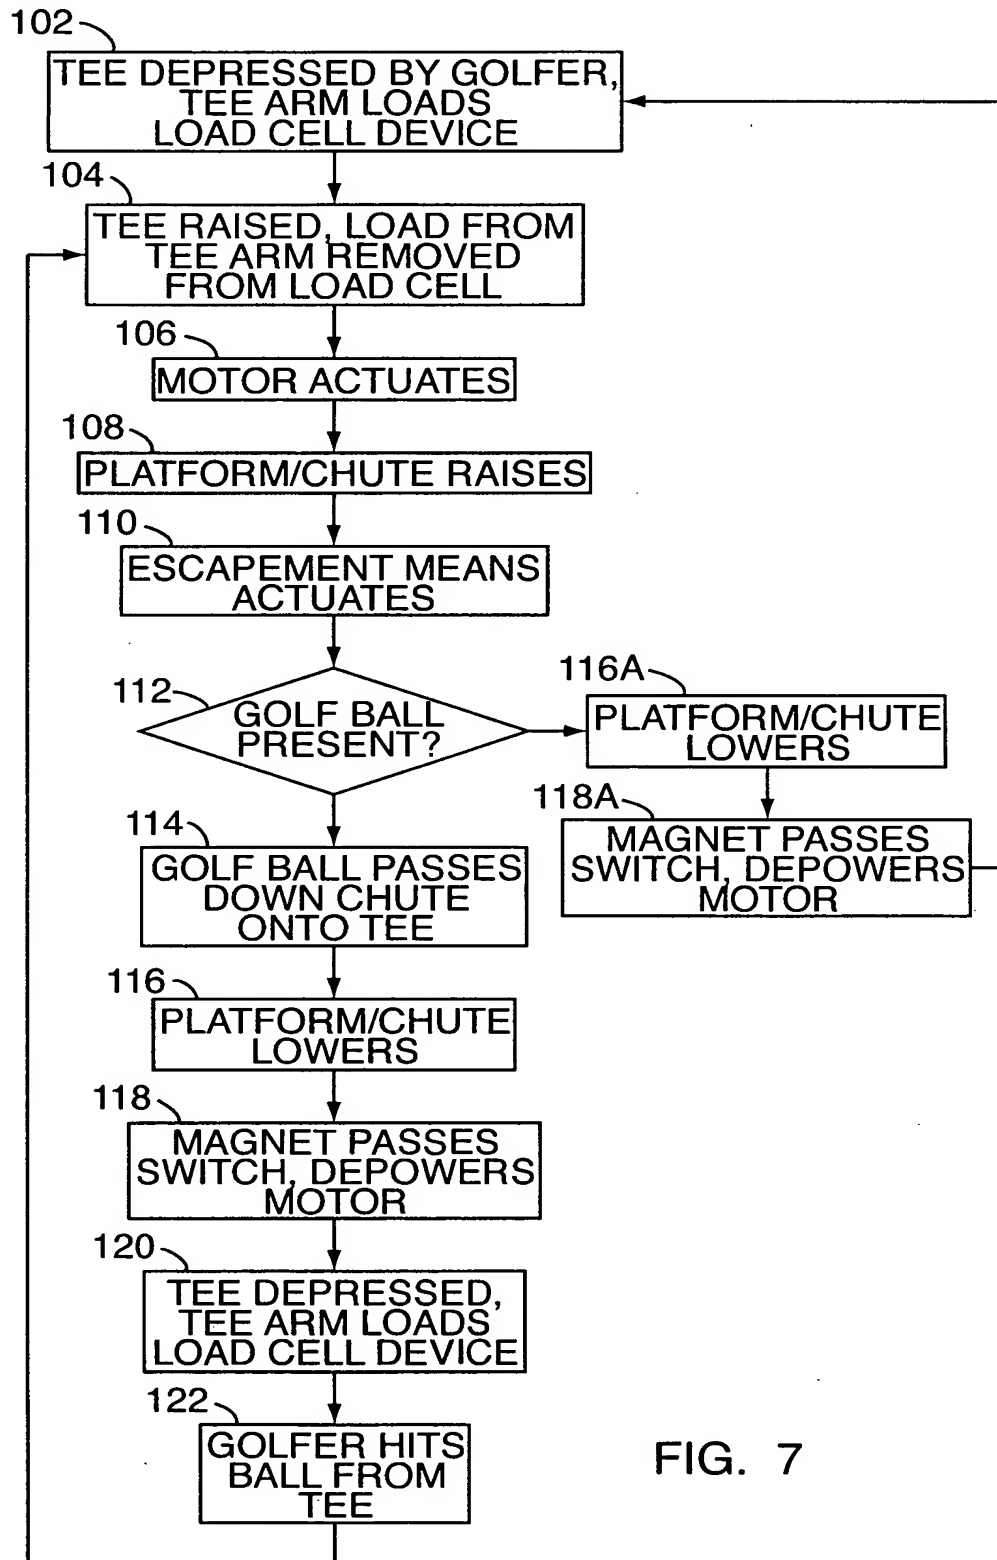 102
TEE DEPRESSED BY GOLFER,
TEE ARM LOADS
LOAD CELL DEVICE
104
TEE RAISED, LOAD FROM
TEE ARM REMOVED
FROM LOAD CELL
106
MOTOR ACTUATES
108
PLATFORM/CHUTE RAISES
110
ESCAPEMENT MEANS
ACTUATES
112
GOLF BALL
PRESENT?
116A
PLATFORM/CHUTE
LOWERS
118A
MAGNET PASSES
SWITCH, DEPOWERS
MOTOR
114
GOLF BALL PASSES
DOWN CHUTE
ONTO TEE
116
PLATFORM/CHUTE
LOWERS
118
MAGNET PASSES
SWITCH, DEPOWERS
MOTOR
120
TEE DEPRESSED,
TEE ARM LOADS
LOAD CELL DEVICE
122
GOLFER HITS
BALL FROM
TEE
FIG. 7